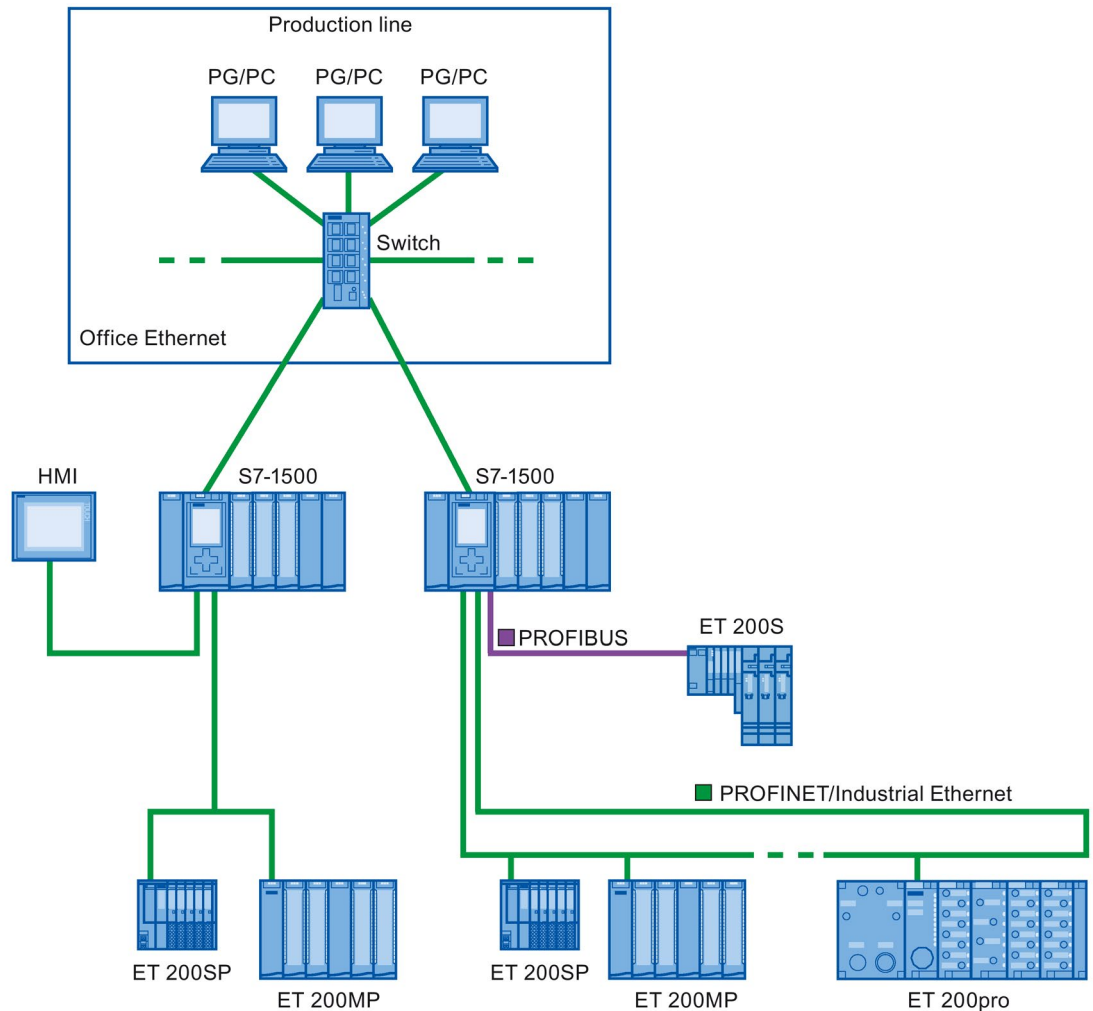 Production line
PG/PC PG/PC PG/PC
Switch
Office Ethernet
HMI S7-1500 S7-1500
PROFIBUS
ET 200S
PROFINET/Industrial Ethernet
ET 200SP
ET 200MP
ET 200SP
ET 200MP
ET 200pro